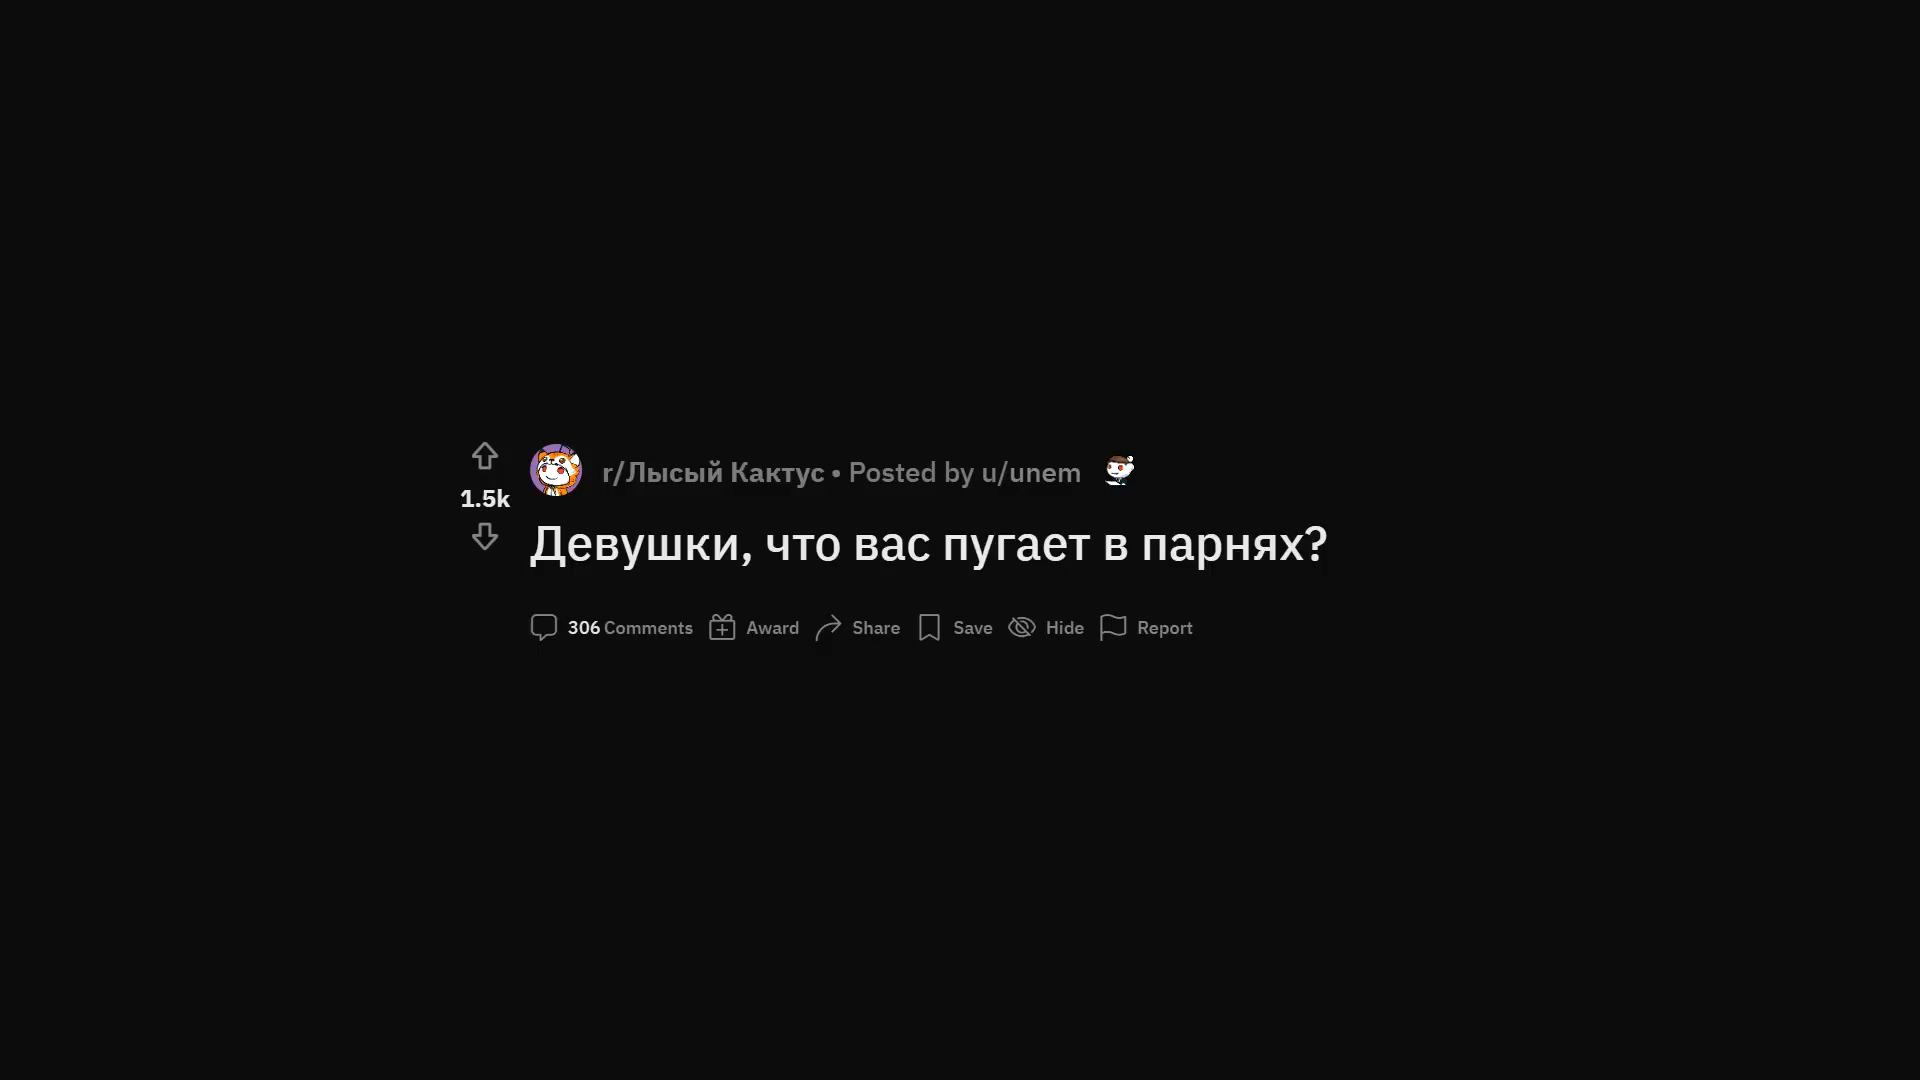 r/Лысый Кактус • Posted by u/unem
1.5k
Девушки, что вас пугает в парнях?
306 Comments Award Share Save Hide Report